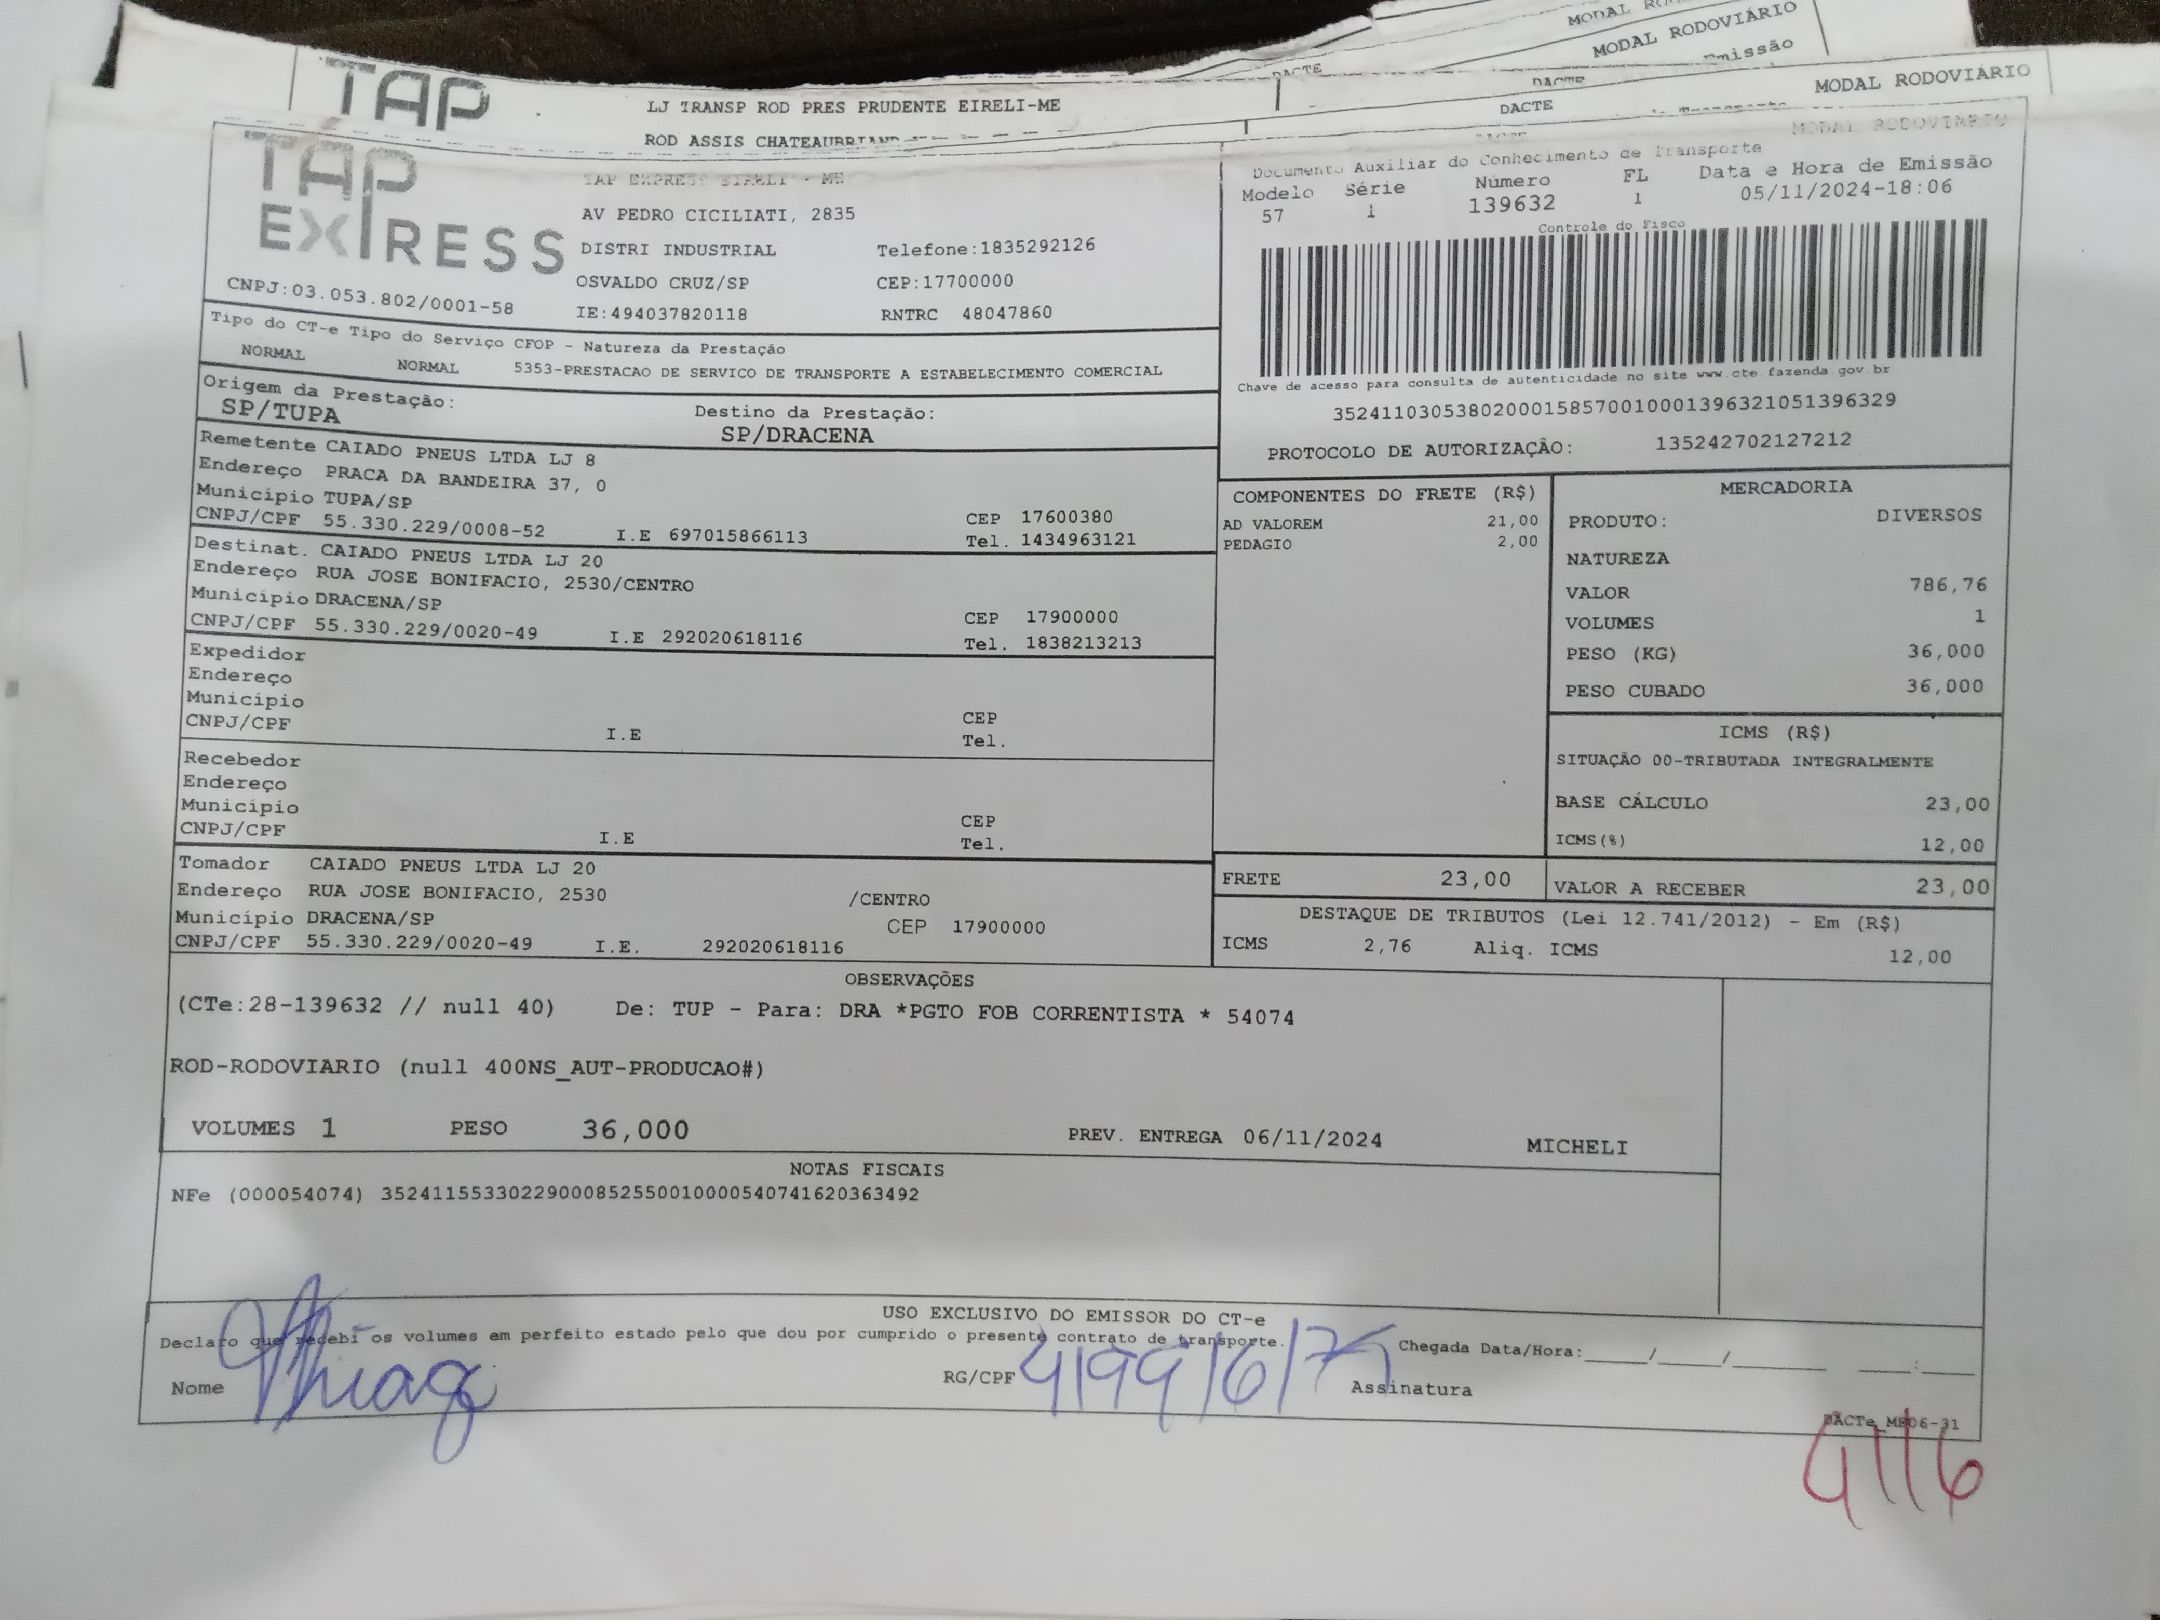 MODAL RODOVIÁRIO
Emissão
DACTE
MODAL RODOVIÁRIO
DACTE
TAP
LJ TRANSP ROD PRES PRUDENTE EIRELI-ME
ROD ASSIS CHATEAUBRIAND
TAP EXPRESS
TAP EXPRESS EIRELI - ME
AV PEDRO CICILIATI, 2835
DISTRI INDUSTRIAL Telefone:1835292126
OSVALDO CRUZ/SP CEP:17700000
CNPJ:03.053.802/0001-58 IE:494037820118 RNTRC 48047860
DACTE MODAL RODOVIÁRIO
Documento Auxiliar do Conhecimento de Transporte
Modelo Série Número FL Data e Hora de Emissão
57 1 139632 1 05/11/2024-18:06
Controle do Fisco
Chave de acesso para consulta de autenticidade no site www.cte.fazenda.gov.br
35241103053802000158570010001396321051396329
PROTOCOLO DE AUTORIZAÇÃO: 135242702127212
Tipo do CT-e Tipo do Serviço CFOP - Natureza da Prestação
NORMAL NORMAL 5353-PRESTACAO DE SERVICO DE TRANSPORTE A ESTABELECIMENTO COMERCIAL
Origem da Prestação: Destino da Prestação:
SP/TUPA SP/DRACENA
Remetente CAIADO PNEUS LTDA LJ 8
Endereço PRACA DA BANDEIRA 37, 0
Município TUPA/SP CEP 17600380
CNPJ/CPF 55.330.229/0008-52 I.E 697015866113 Tel. 1434963121
Destinat. CAIADO PNEUS LTDA LJ 20
Endereço RUA JOSE BONIFACIO, 2530/CENTRO
Município DRACENA/SP CEP 17900000
CNPJ/CPF 55.330.229/0020-49 I.E 292020618116 Tel. 1838213213
Expedidor
Endereço
Município CEP
CNPJ/CPF I.E Tel.
Recebedor
Endereço
Município CEP
CNPJ/CPF I.E Tel.
Tomador CAIADO PNEUS LTDA LJ 20
Endereço RUA JOSE BONIFACIO, 2530 /CENTRO
Município DRACENA/SP CEP 17900000
CNPJ/CPF 55.330.229/0020-49 I.E. 292020618116
COMPONENTES DO FRETE (R$)
AD VALOREM 21,00
PEDAGIO 2,00
MERCADORIA
PRODUTO: DIVERSOS
NATUREZA
VALOR 786,76
VOLUMES 1
PESO (KG) 36,000
PESO CUBADO 36,000
ICMS (R$)
SITUAÇÃO 00-TRIBUTADA INTEGRALMENTE
BASE CÁLCULO 23,00
ICMS(%) 12,00
FRETE 23,00 VALOR A RECEBER 23,00
DESTAQUE DE TRIBUTOS (Lei 12.741/2012) - Em (R$)
ICMS 2,76 Aliq. ICMS 12,00
OBSERVAÇÕES
(CTe:28-139632 // null 40) De: TUP - Para: DRA *PGTO FOB CORRENTISTA * 54074
ROD-RODOVIARIO (null 400NS_AUT-PRODUCAO#)
VOLUMES 1 PESO 36,000 PREV. ENTREGA 06/11/2024 MICHELI
NOTAS FISCAIS
NFe (000054074) 35241155330229000852550010000540741620363492
USO EXCLUSIVO DO EMISSOR DO CT-e
Declaro que recebi os volumes em perfeito estado pelo que dou por cumprido o presente contrato de transporte. Chegada Data/Hora:____/____/______ ____:____
Nome RG/CPF Assinatura
DACTe_MR06-31